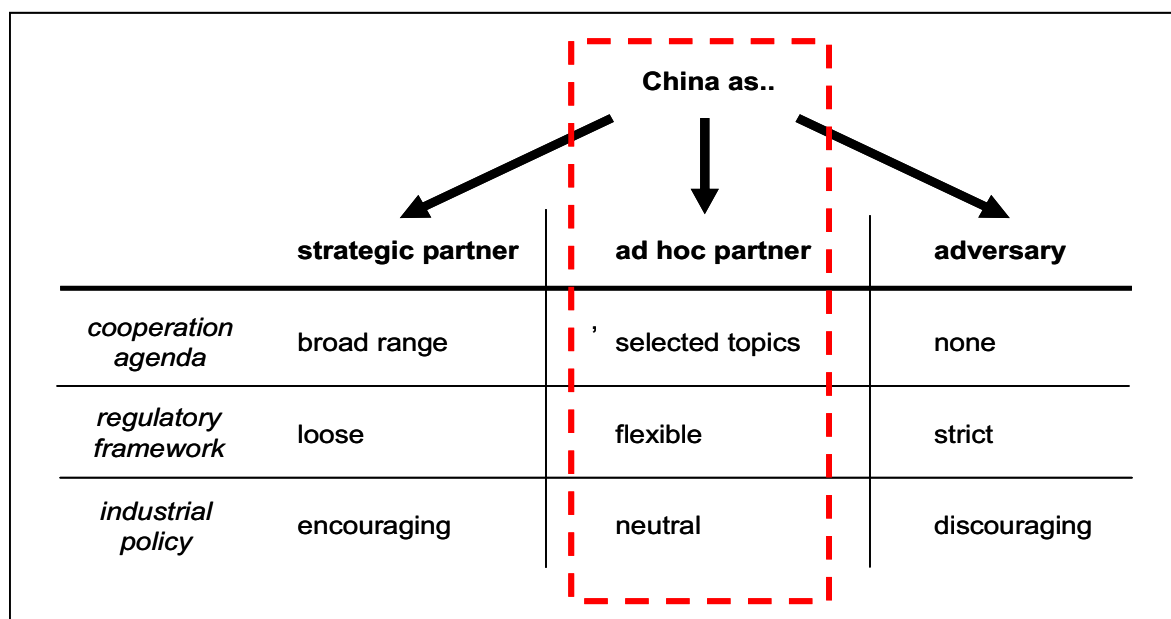 China as..
strategic partner ad hoc partner adversary
cooperation
agenda
broad range ’ selected topics none
regulatory
framework
loose flexible strict
industrial
policy
encouraging neutral discouraging